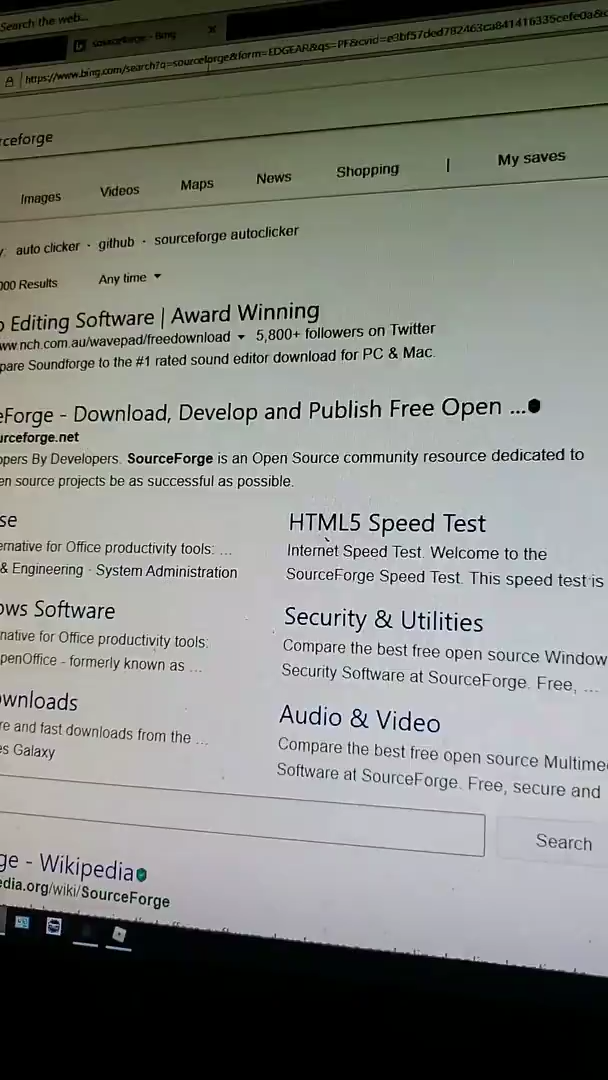 Search the web...
sourceforge - Bing
https://www.bing.com/search?q=sourceforge&form=EDGEAR&qs=PF&cvid=e3bf57ded782463ca841416335cefe0a&
rceforge
Images Videos Maps News Shopping | My saves
auto clicker · github · sourceforge autoclicker
000 Results Any time
Editing Software | Award Winning
ww.nch.com.au/wavepad/freedownload 5,800+ followers on Twitter
pare Soundforge to the #1 rated sound editor download for PC & Mac.
eForge - Download, Develop and Publish Free Open ...
urceforge.net
opers By Developers. SourceForge is an Open Source community resource dedicated to
en source projects be as successful as possible.
se
ernative for Office productivity tools: ...
& Engineering · System Administration
HTML5 Speed Test
Internet Speed Test. Welcome to the
SourceForge Speed Test. This speed test is
ows Software
native for Office productivity tools:
penOffice - formerly known as ...
Security & Utilities
Compare the best free open source Window
Security Software at SourceForge. Free, ...
ownloads
re and fast downloads from the ...
es Galaxy
Audio & Video
Compare the best free open source Multime
Software at SourceForge. Free, secure and
Search
ge - Wikipedia
edia.org/wiki/SourceForge